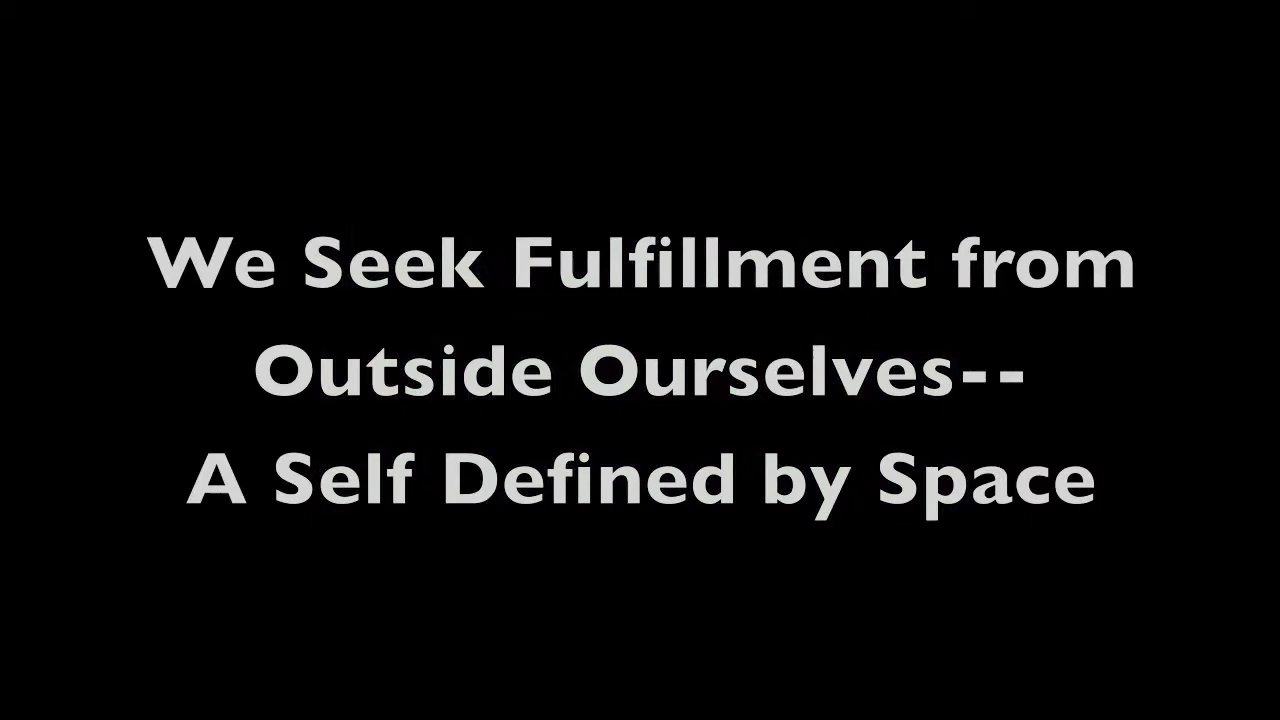 We Seek Fulfillment from
Outside Ourselves--
A Self Defined by Space